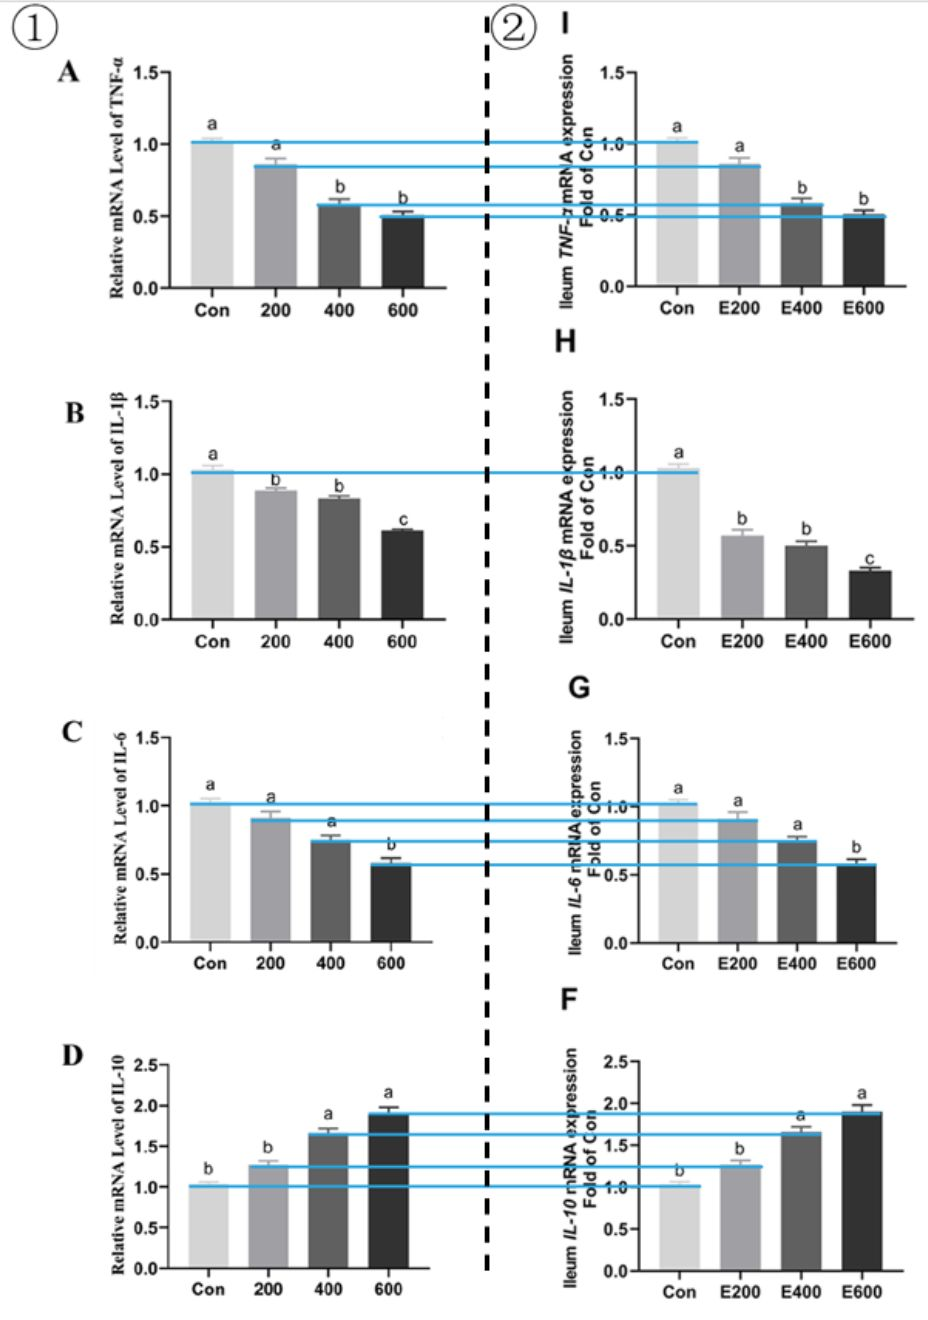 ①
A
Relative mRNA Level of TNF-α
1.5
1.0
0.5
0.0
a
a
b
b
Con 200 400 600
B
Relative mRNA Level of IL-1β
1.5
1.0
0.5
0.0
a
b
b
c
Con 200 400 600
C
Relative mRNA Level of IL-6
1.5
1.0
0.5
0.0
a
a
a
b
Con 200 400 600
D
Relative mRNA Level of IL-10
2.5
2.0
1.5
1.0
0.5
0.0
b
b
a
a
Con 200 400 600
②
I
Ileum TNF-α mRNA expression
Fold of Con
1.5
1.0
0.5
0.0
a
a
b
b
Con E200 E400 E600
H
Ileum IL-1β mRNA expression
Fold of Con
1.5
1.0
0.5
0.0
a
b
b
c
Con E200 E400 E600
G
Ileum IL-6 mRNA expression
Fold of Con
1.5
1.0
0.5
0.0
a
a
a
b
Con E200 E400 E600
F
Ileum IL-10 mRNA expression
Fold of Con
2.5
2.0
1.5
1.0
0.5
0.0
b
b
a
a
Con E200 E400 E600